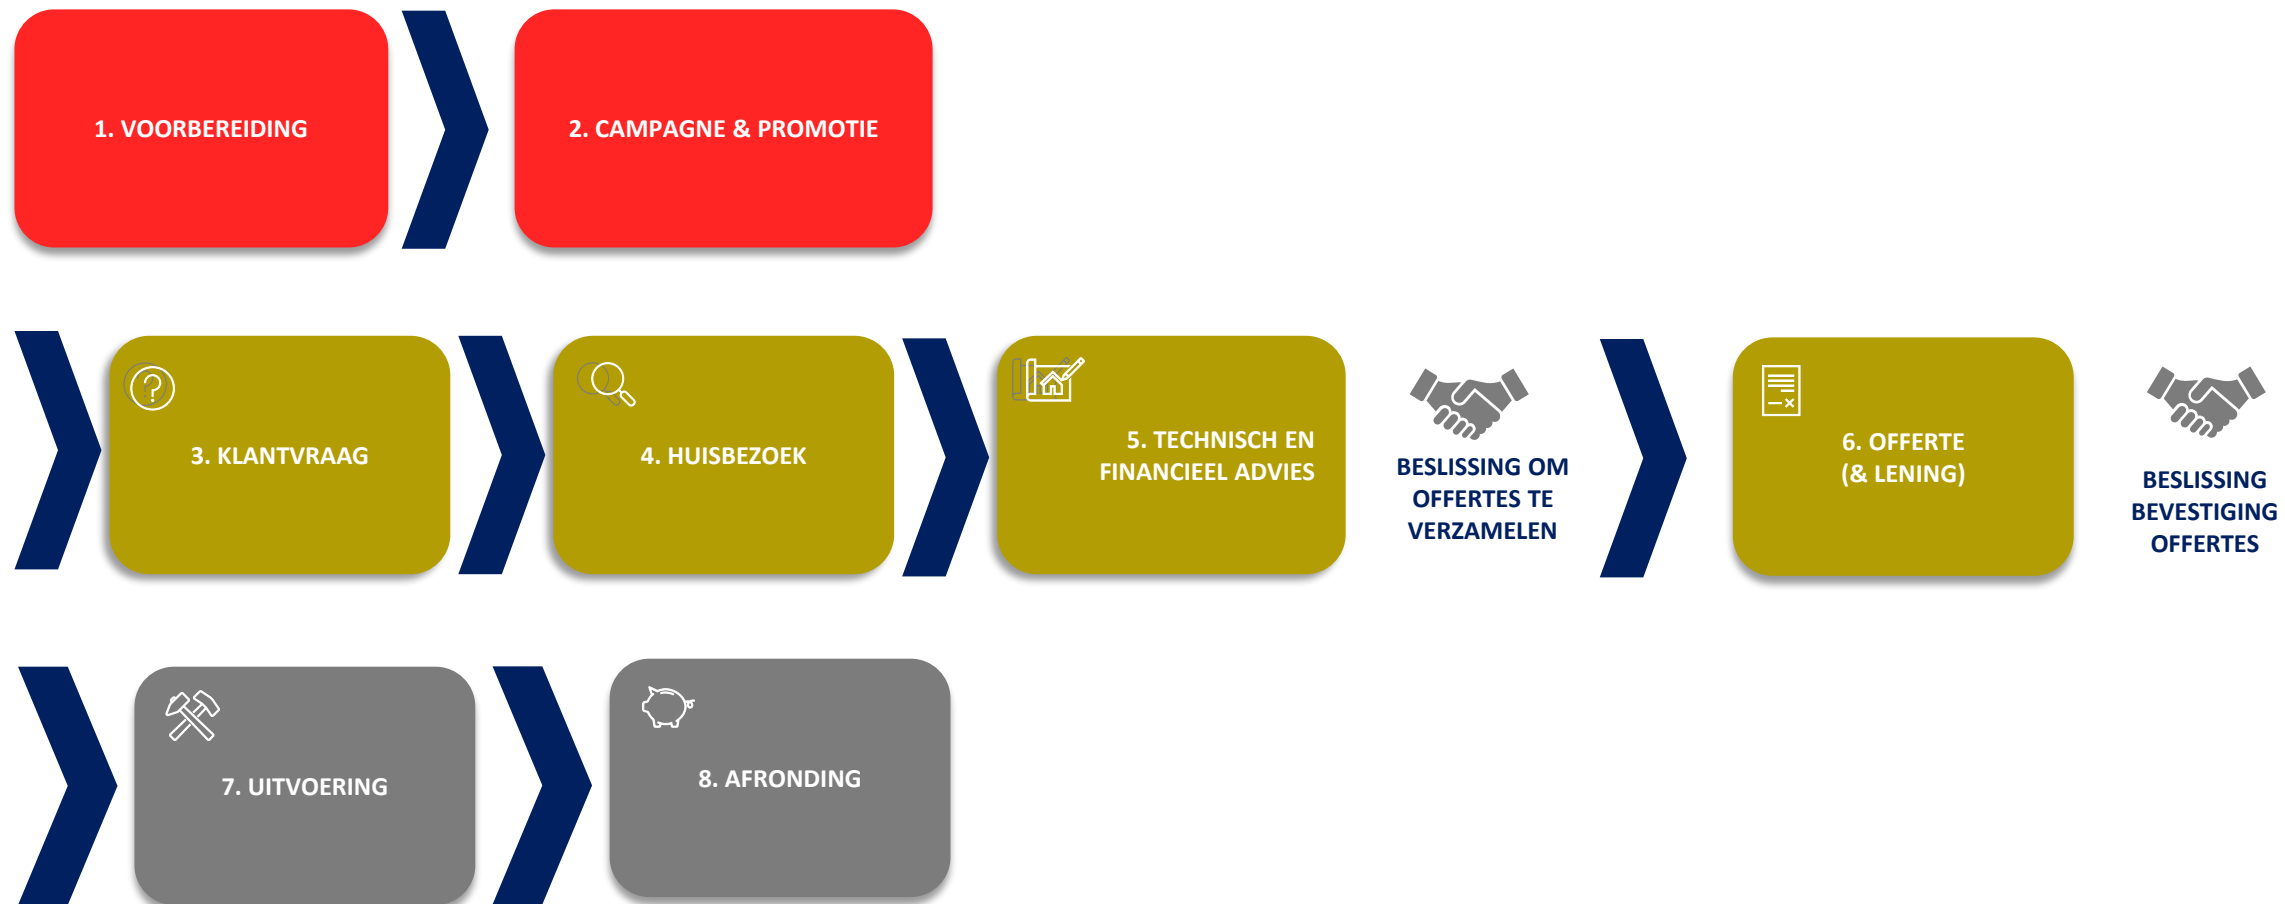 1. VOORBEREIDING
2. CAMPAGNE & PROMOTIE
3. KLANTVRAAG
4. HUISBEZOEK
5. TECHNISCH EN
FINANCIEEL ADVIES
BESLISSING OM
OFFERTES TE
VERZAMELEN
6. OFFERTE
(& LENING)
BESLISSING
BEVESTIGING
OFFERTES
7. UITVOERING
8. AFRONDING